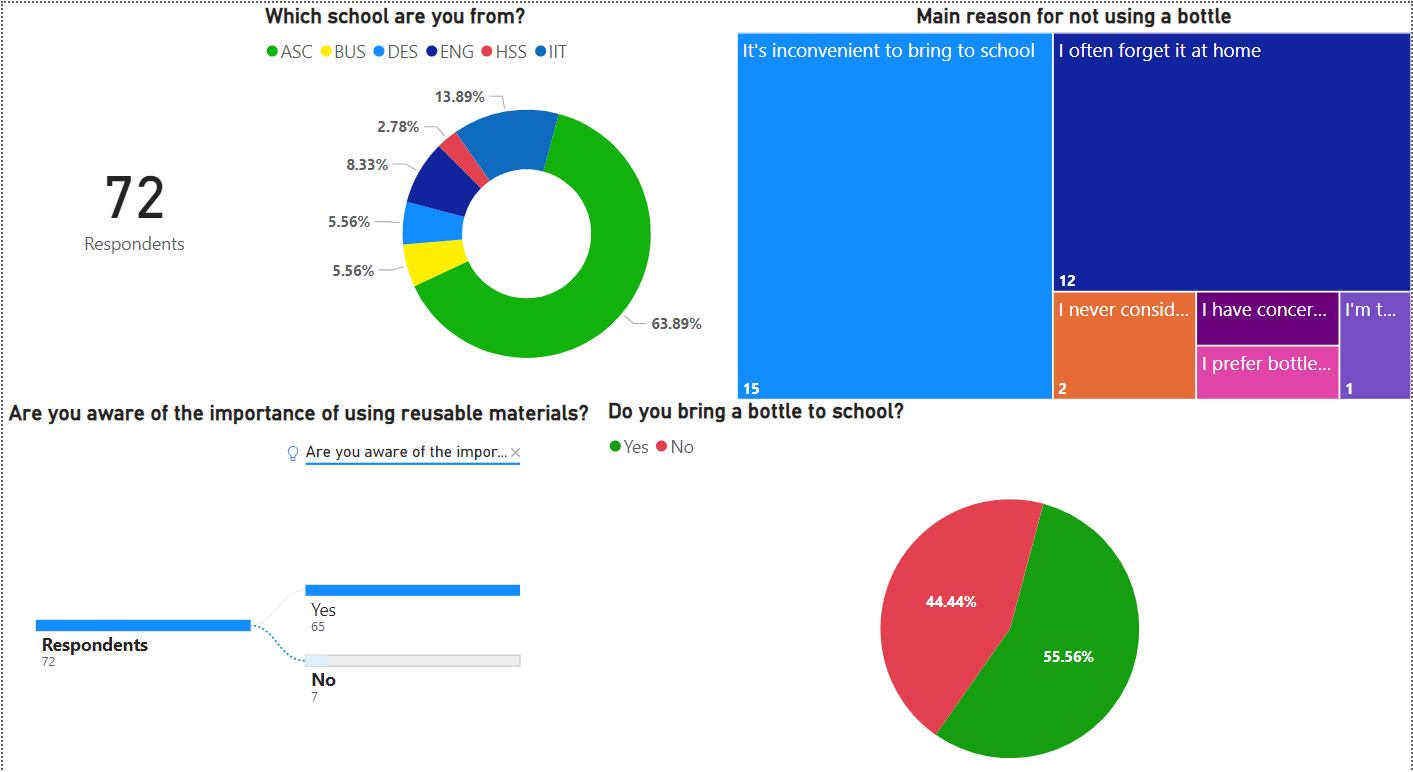 Which school are you from?
ASC BUS DES ENG HSS IIT
13.89%
2.78%
8.33%
5.56%
5.56%
63.89%
72
Respondents
Main reason for not using a bottle
It's inconvenient to bring to school
15
I often forget it at home
12
I never consid...
2
I have concer...
I prefer bottle...
I'm t...
1
Are you aware of the importance of using reusable materials?
Are you aware of the impor...
Respondents
72
Yes
65
No
7
Do you bring a bottle to school?
Yes No
44.44%
55.56%